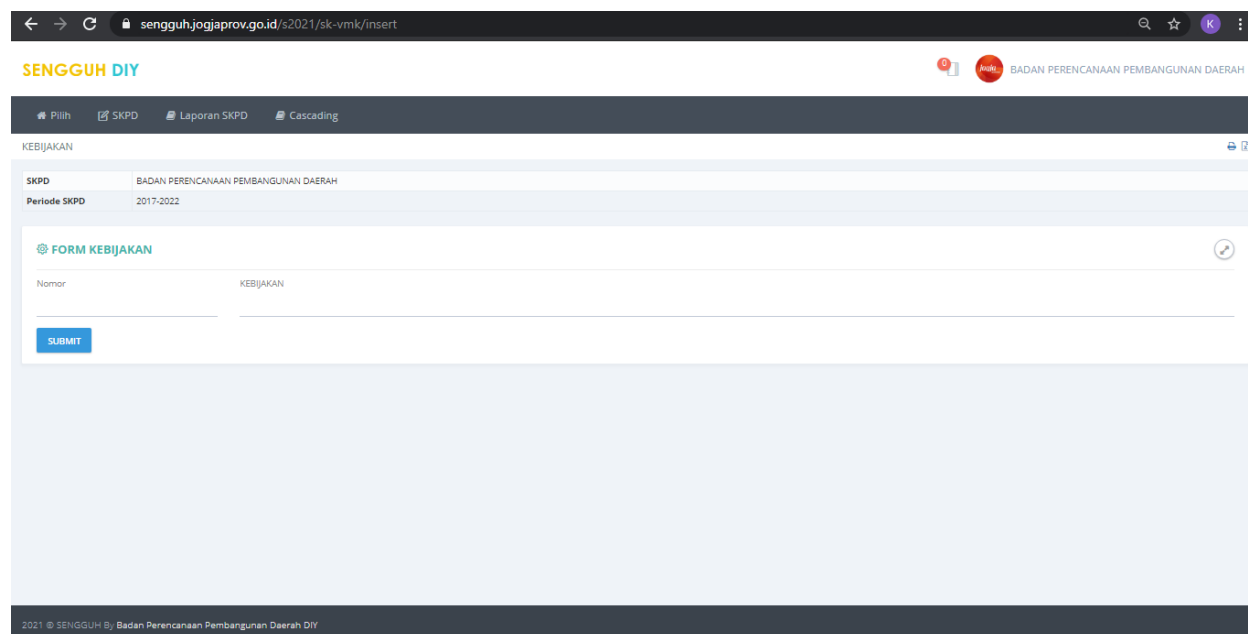 sengguh.jogjaprov.go.id/s2021/sk-vmk/insert
K
SENGGUH DIY
0
jogja
BADAN PERENCANAAN PEMBANGUNAN DAERAH
Pilih SKPD Laporan SKPD Cascading
KEBIJAKAN
SKPD BADAN PERENCANAAN PEMBANGUNAN DAERAH
Periode SKPD 2017-2022
FORM KEBIJAKAN
Nomor KEBIJAKAN
SUBMIT
2021 © SENGGUH By Badan Perencanaan Pembangunan Daerah DIY